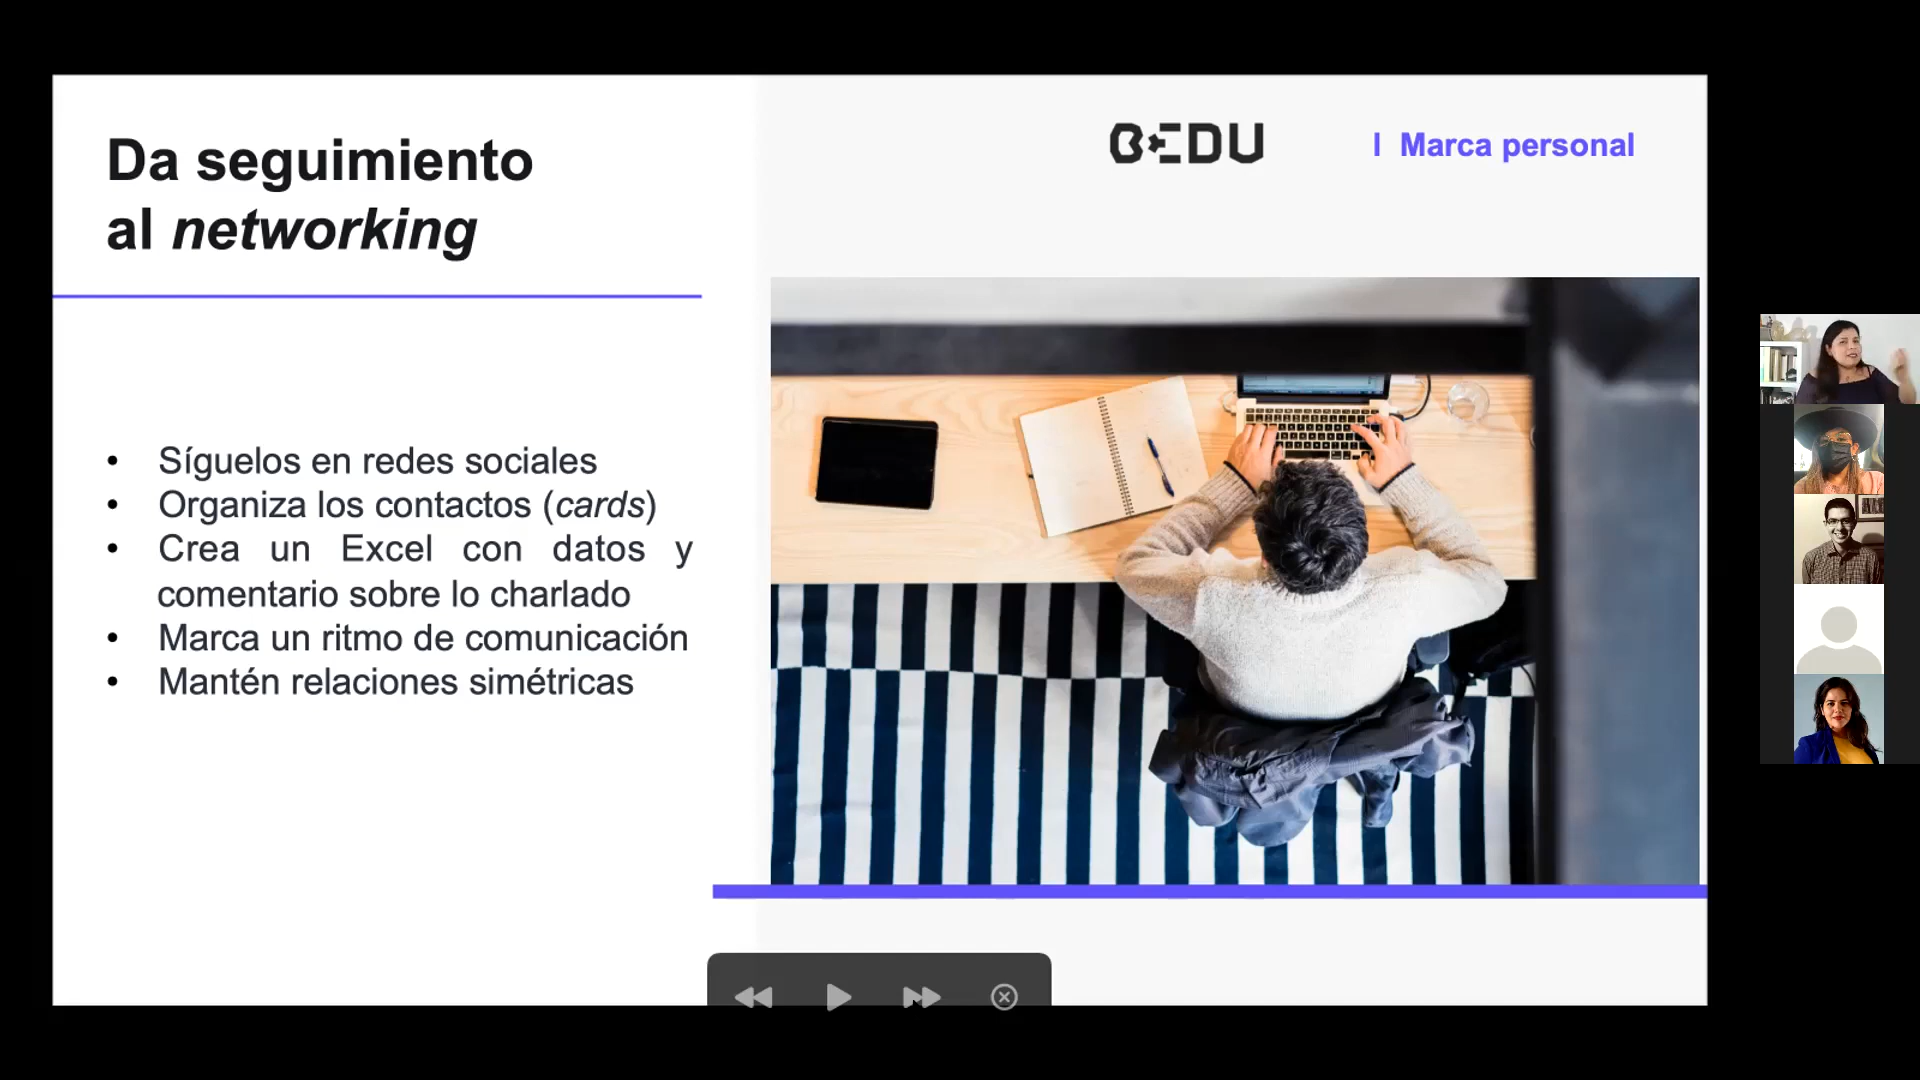 Da seguimiento
al networking
BEDU
| Marca personal
• Síguelos en redes sociales
• Organiza los contactos (cards)
• Crea un Excel con datos y
comentario sobre lo charlado
• Marca un ritmo de comunicación
• Mantén relaciones simétricas